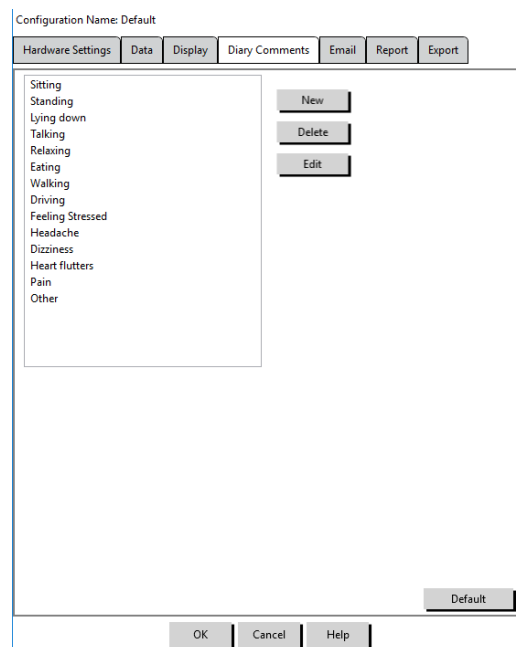 Configuration Name: Default
Hardware Settings Data Display Diary Comments Email Report Export
Sitting
Standing
Lying down
Talking
Relaxing
Eating
Walking
Driving
Feeling Stressed
Headache
Dizziness
Heart flutters
Pain
Other
New
Delete
Edit
Default
OK Cancel Help